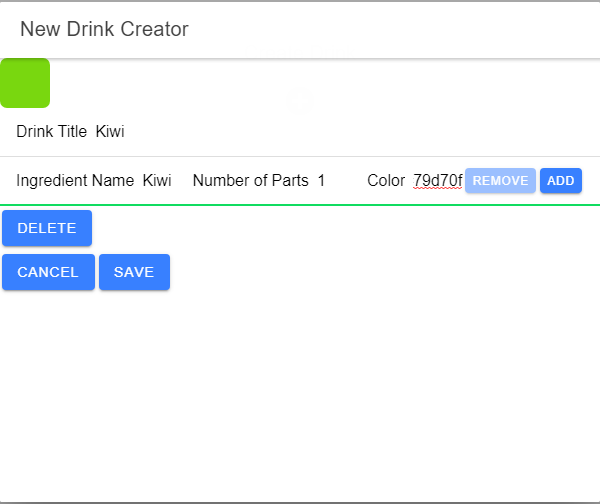 New Drink Creator
Drink Title Kiwi
Ingredient Name Kiwi Number of Parts 1 Color 79d70f REMOVE ADD
DELETE
CANCEL SAVE